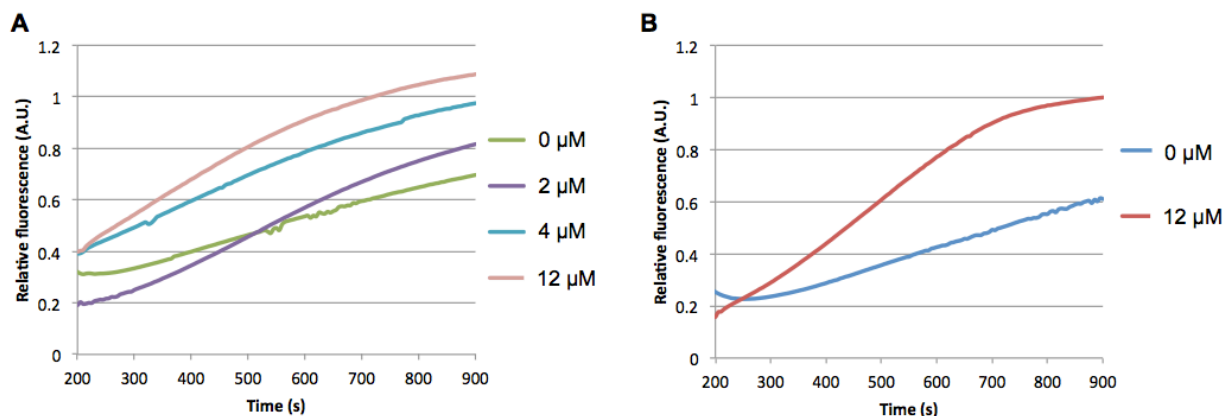 A
Relative fluorescence (A.U.)
1.2
1
0.8
0.6
0.4
0.2
0
200 300 400 500 600 700 800 900
Time (s)
0 µM
2 µM
4 µM
12 µM
B
Relative fluorescence (A.U.)
1.2
1
0.8
0.6
0.4
0.2
0
200 300 400 500 600 700 800 900
Time (s)
0 µM
12 µM